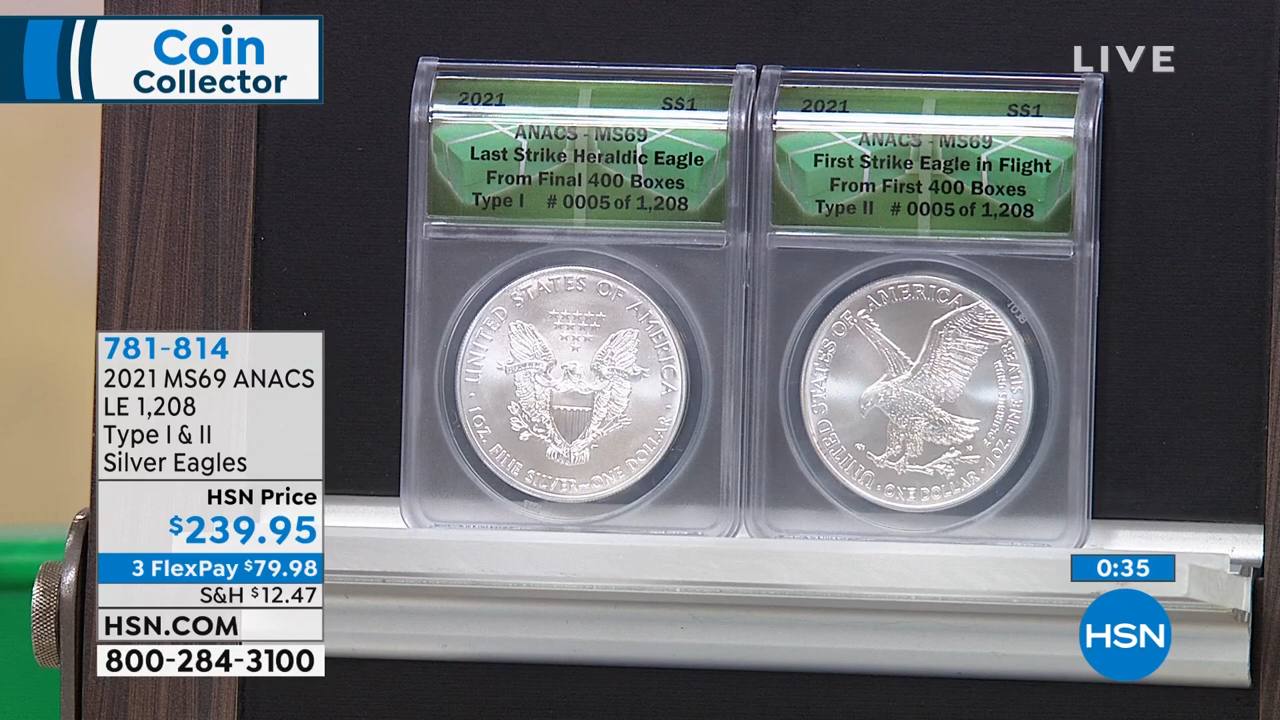 Coin
Collector
LIVE
2021 S$1
ANACS - MS69
Last Strike Heraldic Eagle
From Final 400 Boxes
Type I # 0005 of 1,208
2021 S$1
ANACS - MS69
First Strike Eagle in Flight
From First 400 Boxes
Type II # 0005 of 1,208
UNITED STATES OF AMERICA
1 OZ. FINE SILVER~ONE DOLLAR
UNITED STATES OF AMERICA
ONE DOLLAR
781-814
2021 MS69 ANACS
LE 1,208
Type I & II
Silver Eagles
HSN Price
$239.95
3 FlexPay $79.98
S&H $12.47
HSN.COM
800-284-3100
0:35
HSN